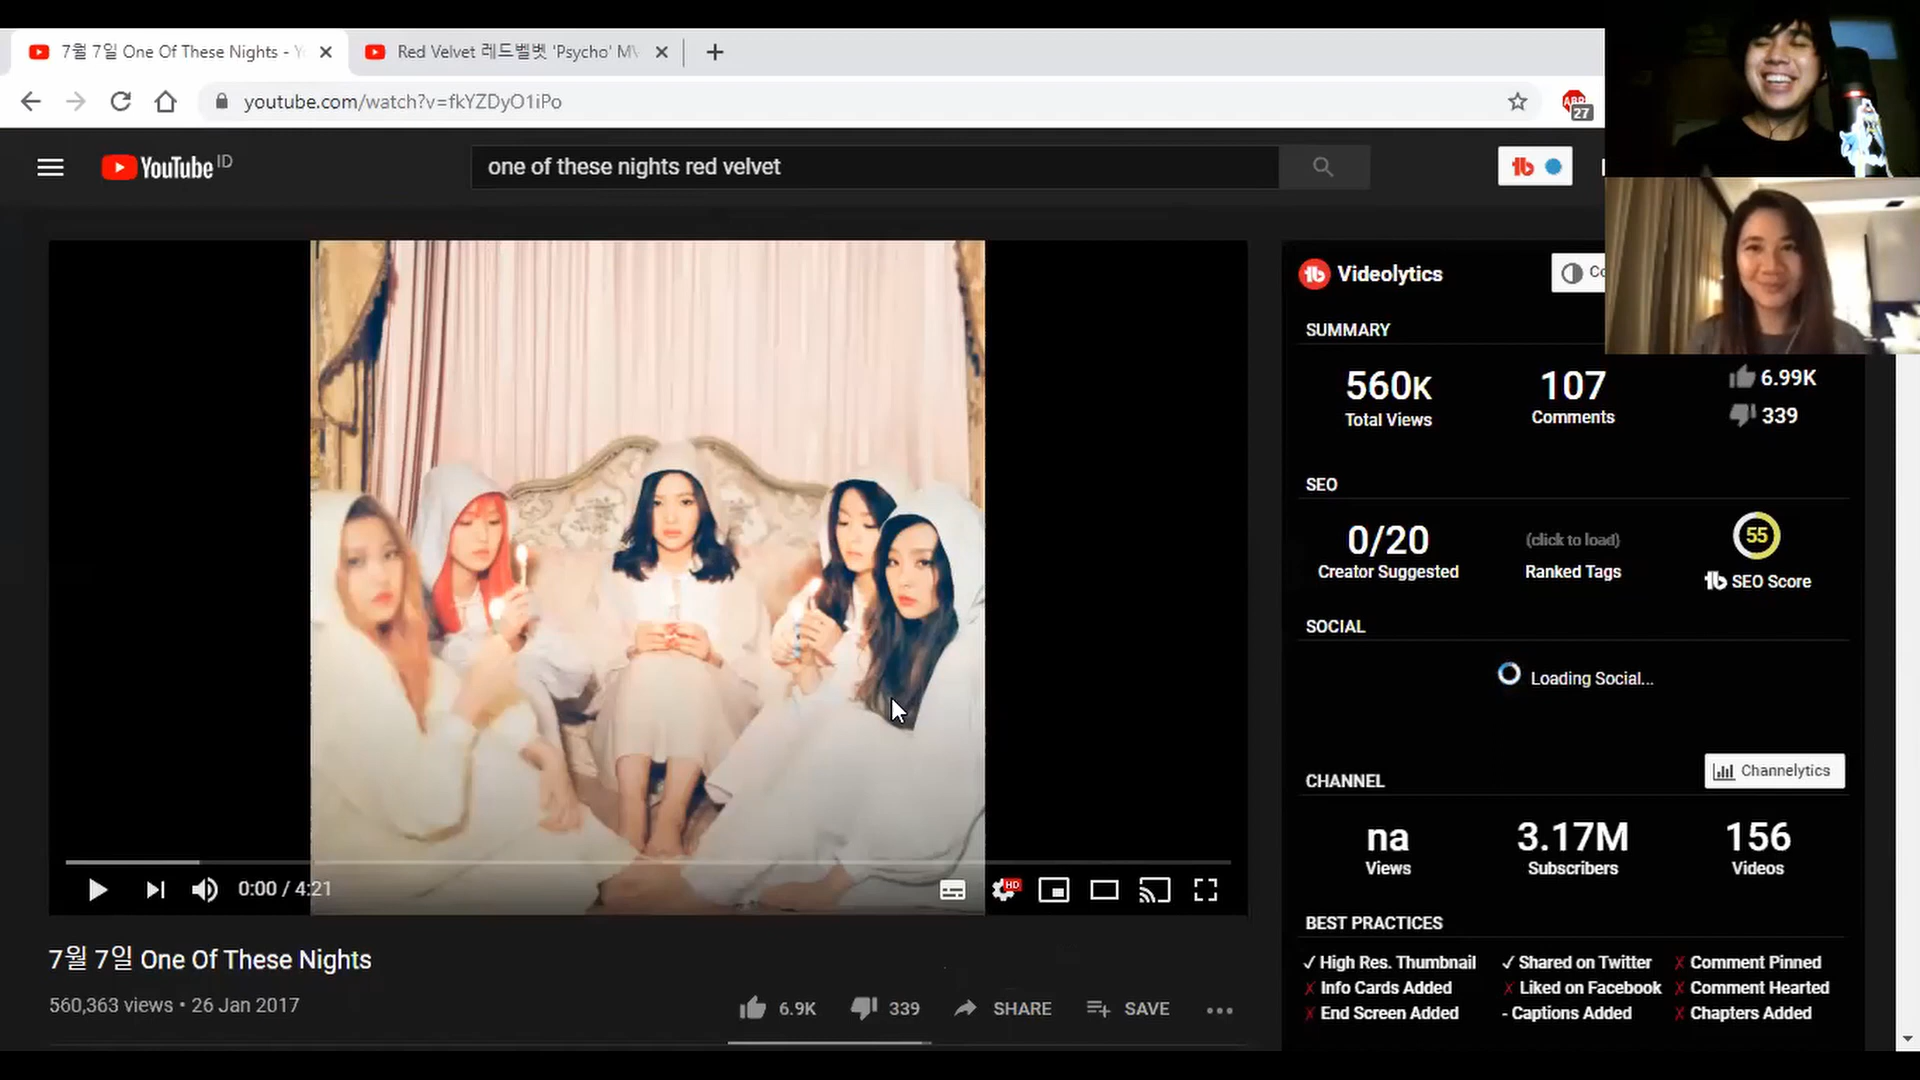 7월 7일 One Of These Nights - Y
Red Velvet 레드벨벳 'Psycho' MV
youtube.com/watch?v=fkYZDyO1iPo
ABP
27
YouTube ID
one of these nights red velvet
Videolytics
Co
SUMMARY
560K
Total Views
107
Comments
6.99K
339
SEO
0/20
Creator Suggested
(click to load)
Ranked Tags
55
SEO Score
SOCIAL
Loading Social...
CHANNEL
Channelytics
na
Views
3.17M
Subscribers
156
Videos
BEST PRACTICES
✓ High Res. Thumbnail
✓ Shared on Twitter
✗ Comment Pinned
✗ Info Cards Added
✗ Liked on Facebook
✗ Comment Hearted
✗ End Screen Added
- Captions Added
✗ Chapters Added
0:00 / 4:21
HD
7월 7일 One Of These Nights
560,363 views • 26 Jan 2017
6.9K
339
SHARE
SAVE